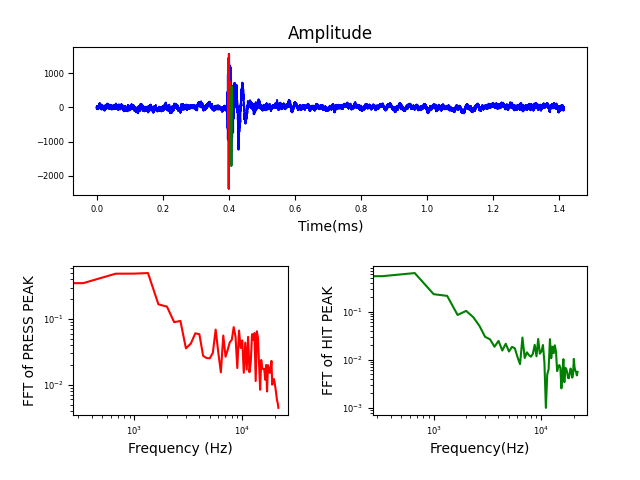 Amplitude
1000
0
−1000
−2000
0.0 0.2 0.4 0.6 0.8 1.0 1.2 1.4
Time(ms)
FFT of PRESS PEAK
10⁻¹
10⁻²
10³ 10⁴
Frequency (Hz)
FFT of HIT PEAK
10⁻¹
10⁻²
10⁻³
10³ 10⁴
Frequency(Hz)